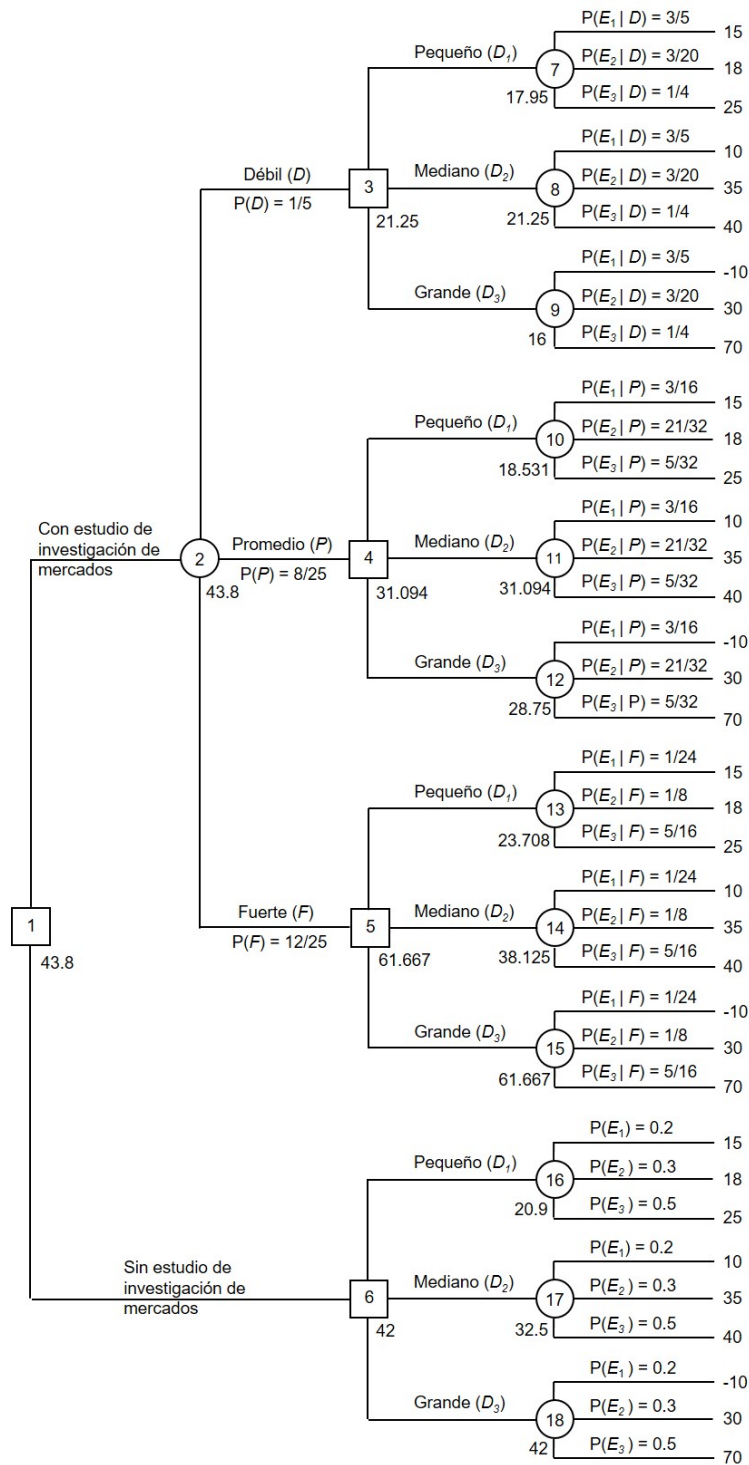 P(E₁ | D) = 3/5
15
Pequeño (D₁)
7
P(E₂ | D) = 3/20
18
17.95
P(E₃ | D) = 1/4
25
P(E₁ | D) = 3/5
10
Débil (D)
3
Mediano (D₂)
8
P(E₂ | D) = 3/20
35
P(D) = 1/5
21.25
21.25
P(E₃ | D) = 1/4
40
P(E₁ | D) = 3/5
-10
Grande (D₃)
9
P(E₂ | D) = 3/20
30
16
P(E₃ | D) = 1/4
70
P(E₁ | P) = 3/16
15
Pequeño (D₁)
10
P(E₂ | P) = 21/32
18
18.531
P(E₃ | P) = 5/32
25
Con estudio de
investigación de
mercados
2
43.8
P(E₁ | P) = 3/16
10
Promedio (P)
4
Mediano (D₂)
11
P(E₂ | P) = 21/32
35
P(P) = 8/25
31.094
31.094
P(E₃ | P) = 5/32
40
P(E₁ | P) = 3/16
-10
Grande (D₃)
12
P(E₂ | P) = 21/32
30
28.75
P(E₃ | P) = 5/32
70
P(E₁ | F) = 1/24
15
Pequeño (D₁)
13
P(E₂ | F) = 1/8
18
23.708
P(E₃ | F) = 5/16
25
1
43.8
P(E₁ | F) = 1/24
10
Fuerte (F)
5
Mediano (D₂)
14
P(E₂ | F) = 1/8
35
P(F) = 12/25
61.667
38.125
P(E₃ | F) = 5/16
40
P(E₁ | F) = 1/24
-10
Grande (D₃)
15
P(E₂ | F) = 1/8
30
61.667
P(E₃ | F) = 5/16
70
P(E₁) = 0.2
15
Pequeño (D₁)
16
P(E₂ ) = 0.3
18
20.9
P(E₃ ) = 0.5
25
Sin estudio de
investigación de
mercados
P(E₁) = 0.2
10
6
Mediano (D₂)
17
P(E₂ ) = 0.3
35
42
32.5
P(E₃ ) = 0.5
40
P(E₁ ) = 0.2
-10
Grande (D₃)
18
P(E₂ ) = 0.3
30
42
P(E₃ ) = 0.5
70